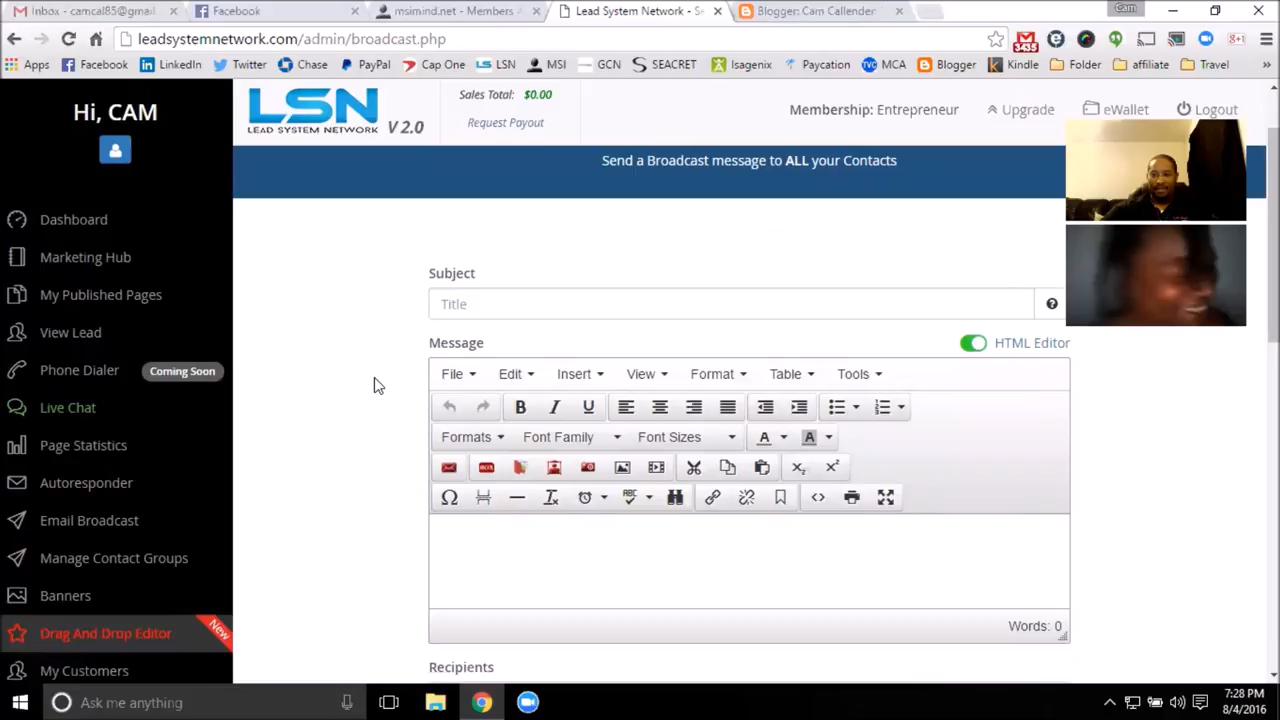 Inbox - camcal85@gmail
Facebook
msimind.net - Members A
Lead System Network - Se
Blogger: Cam Callender
Cam
leadsystemnetwork.com/admin/broadcast.php
3435
Apps
Facebook
LinkedIn
Twitter
Chase
PayPal
Cap One
LSN
MSI
GCN
SEACRET
Isagenix
Paycation
MCA
Blogger
Kindle
Folder
affiliate
Travel
Hi, CAM
LSN
LEAD SYSTEM NETWORK
V 2.0
Sales Total: $0.00
Request Payout
Membership: Entrepreneur
Upgrade
eWallet
Logout
Send a Broadcast message to ALL your Contacts
Dashboard
Marketing Hub
My Published Pages
View Lead
Phone Dialer
Coming Soon
Live Chat
Page Statistics
Autoresponder
Email Broadcast
Manage Contact Groups
Banners
Drag And Drop Editor
New
My Customers
Subject
Title
Message
HTML Editor
File
Edit
Insert
View
Format
Table
Tools
Formats
Font Family
Font Sizes
Words: 0
Recipients
Ask me anything
7:28 PM
8/4/2016